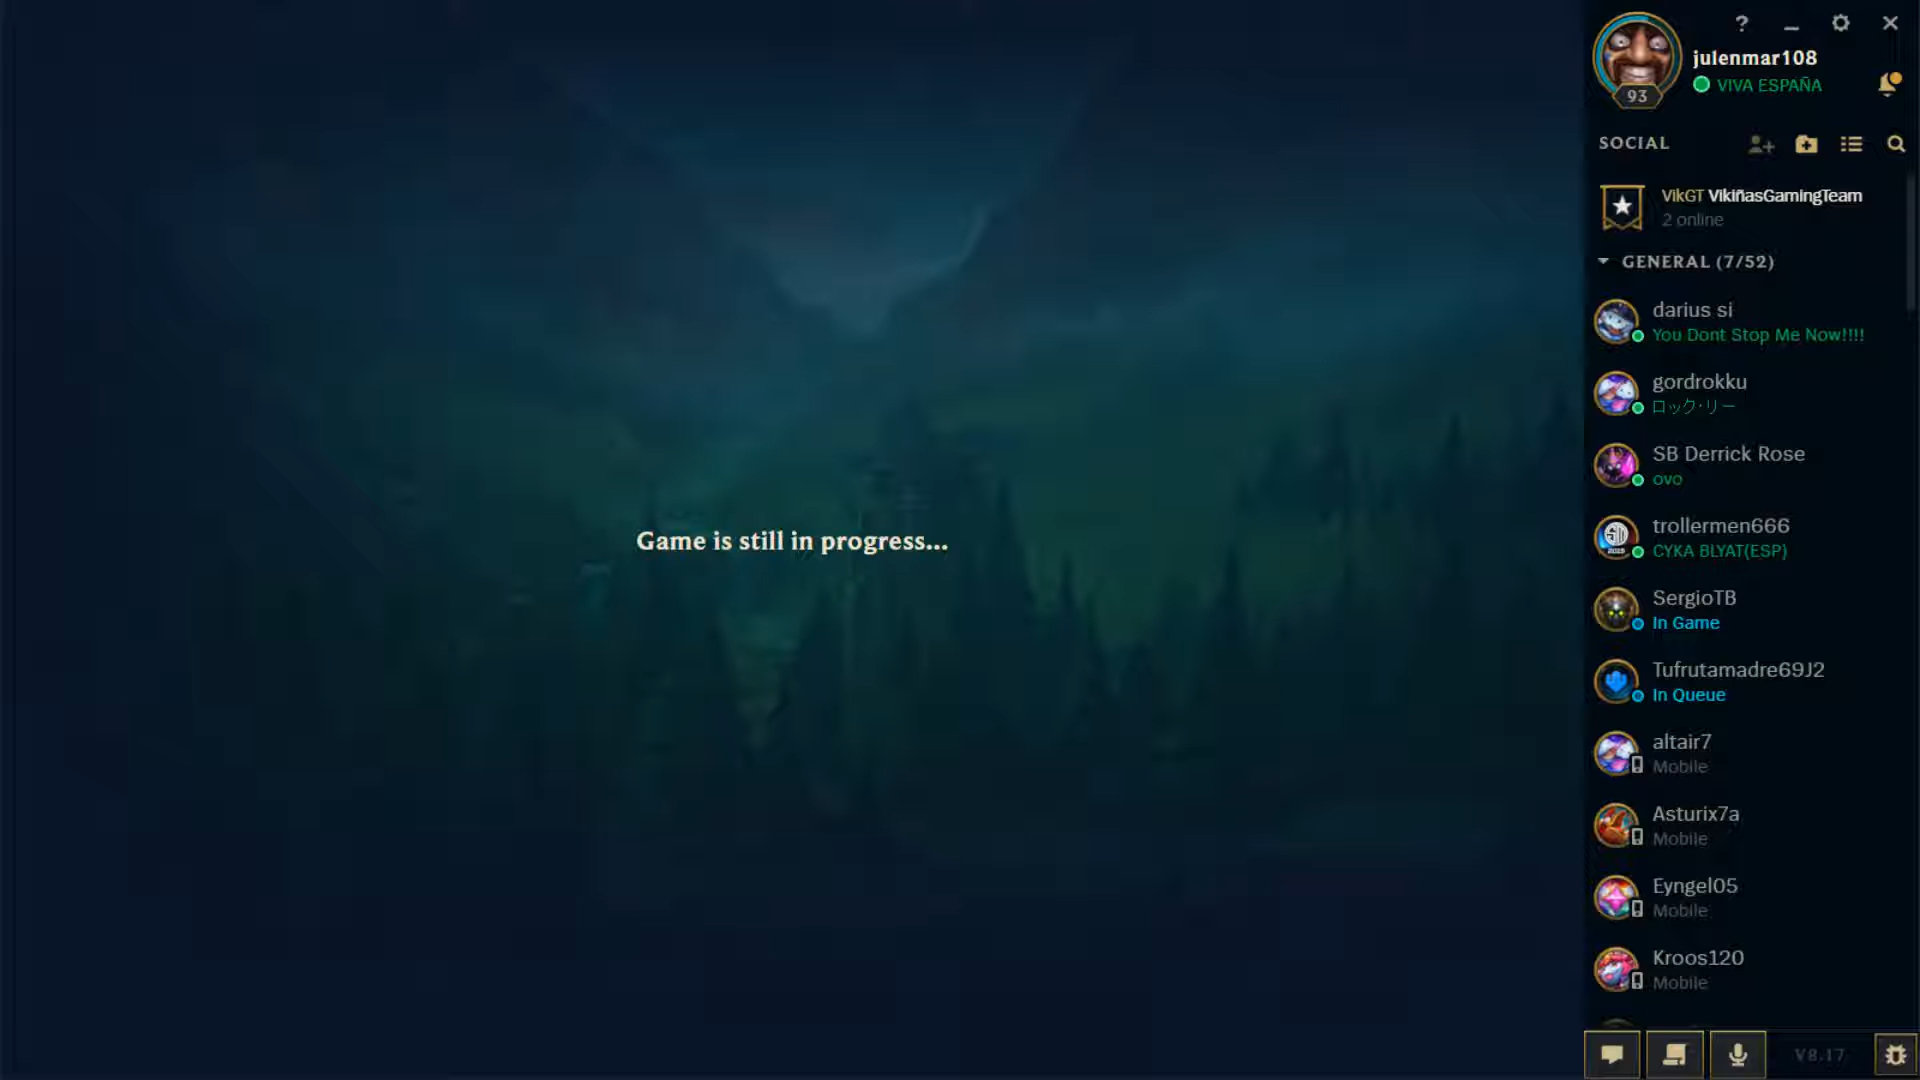 ?
julenmar108
VIVA ESPAÑA
93
SOCIAL
VikGT VikiñasGamingTeam
2 online
GENERAL (7/52)
darius si
You Dont Stop Me Now!!!!
gordrokku
ロック・リー
SB Derrick Rose
ovo
trollermen666
CYKA BLYAT(ESP)
SergioTB
In Game
Tufrutamadre69J2
In Queue
altair7
Mobile
Asturix7a
Mobile
Eyngel05
Mobile
Kroos120
Mobile
Game is still in progress...
V8.17